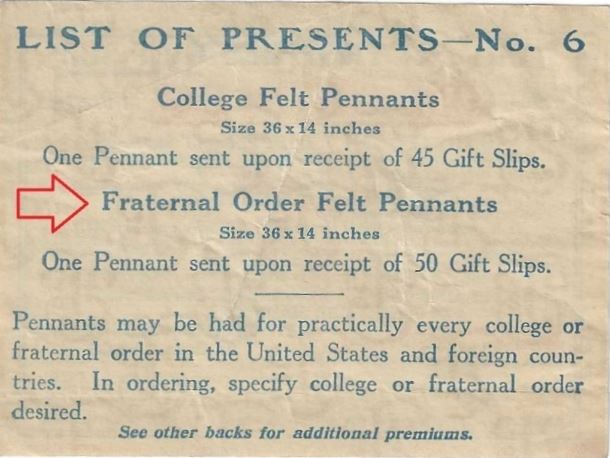 LIST OF PRESENTS—No. 6
College Felt Pennants
Size 36 x 14 inches
One Pennant sent upon receipt of 45 Gift Slips.
Fraternal Order Felt Pennants
Size 36 x 14 inches
One Pennant sent upon receipt of 50 Gift Slips.
Pennants may be had for practically every college or
fraternal order in the United States and foreign coun-
tries. In ordering, specify college or fraternal order
desired.
See other backs for additional premiums.